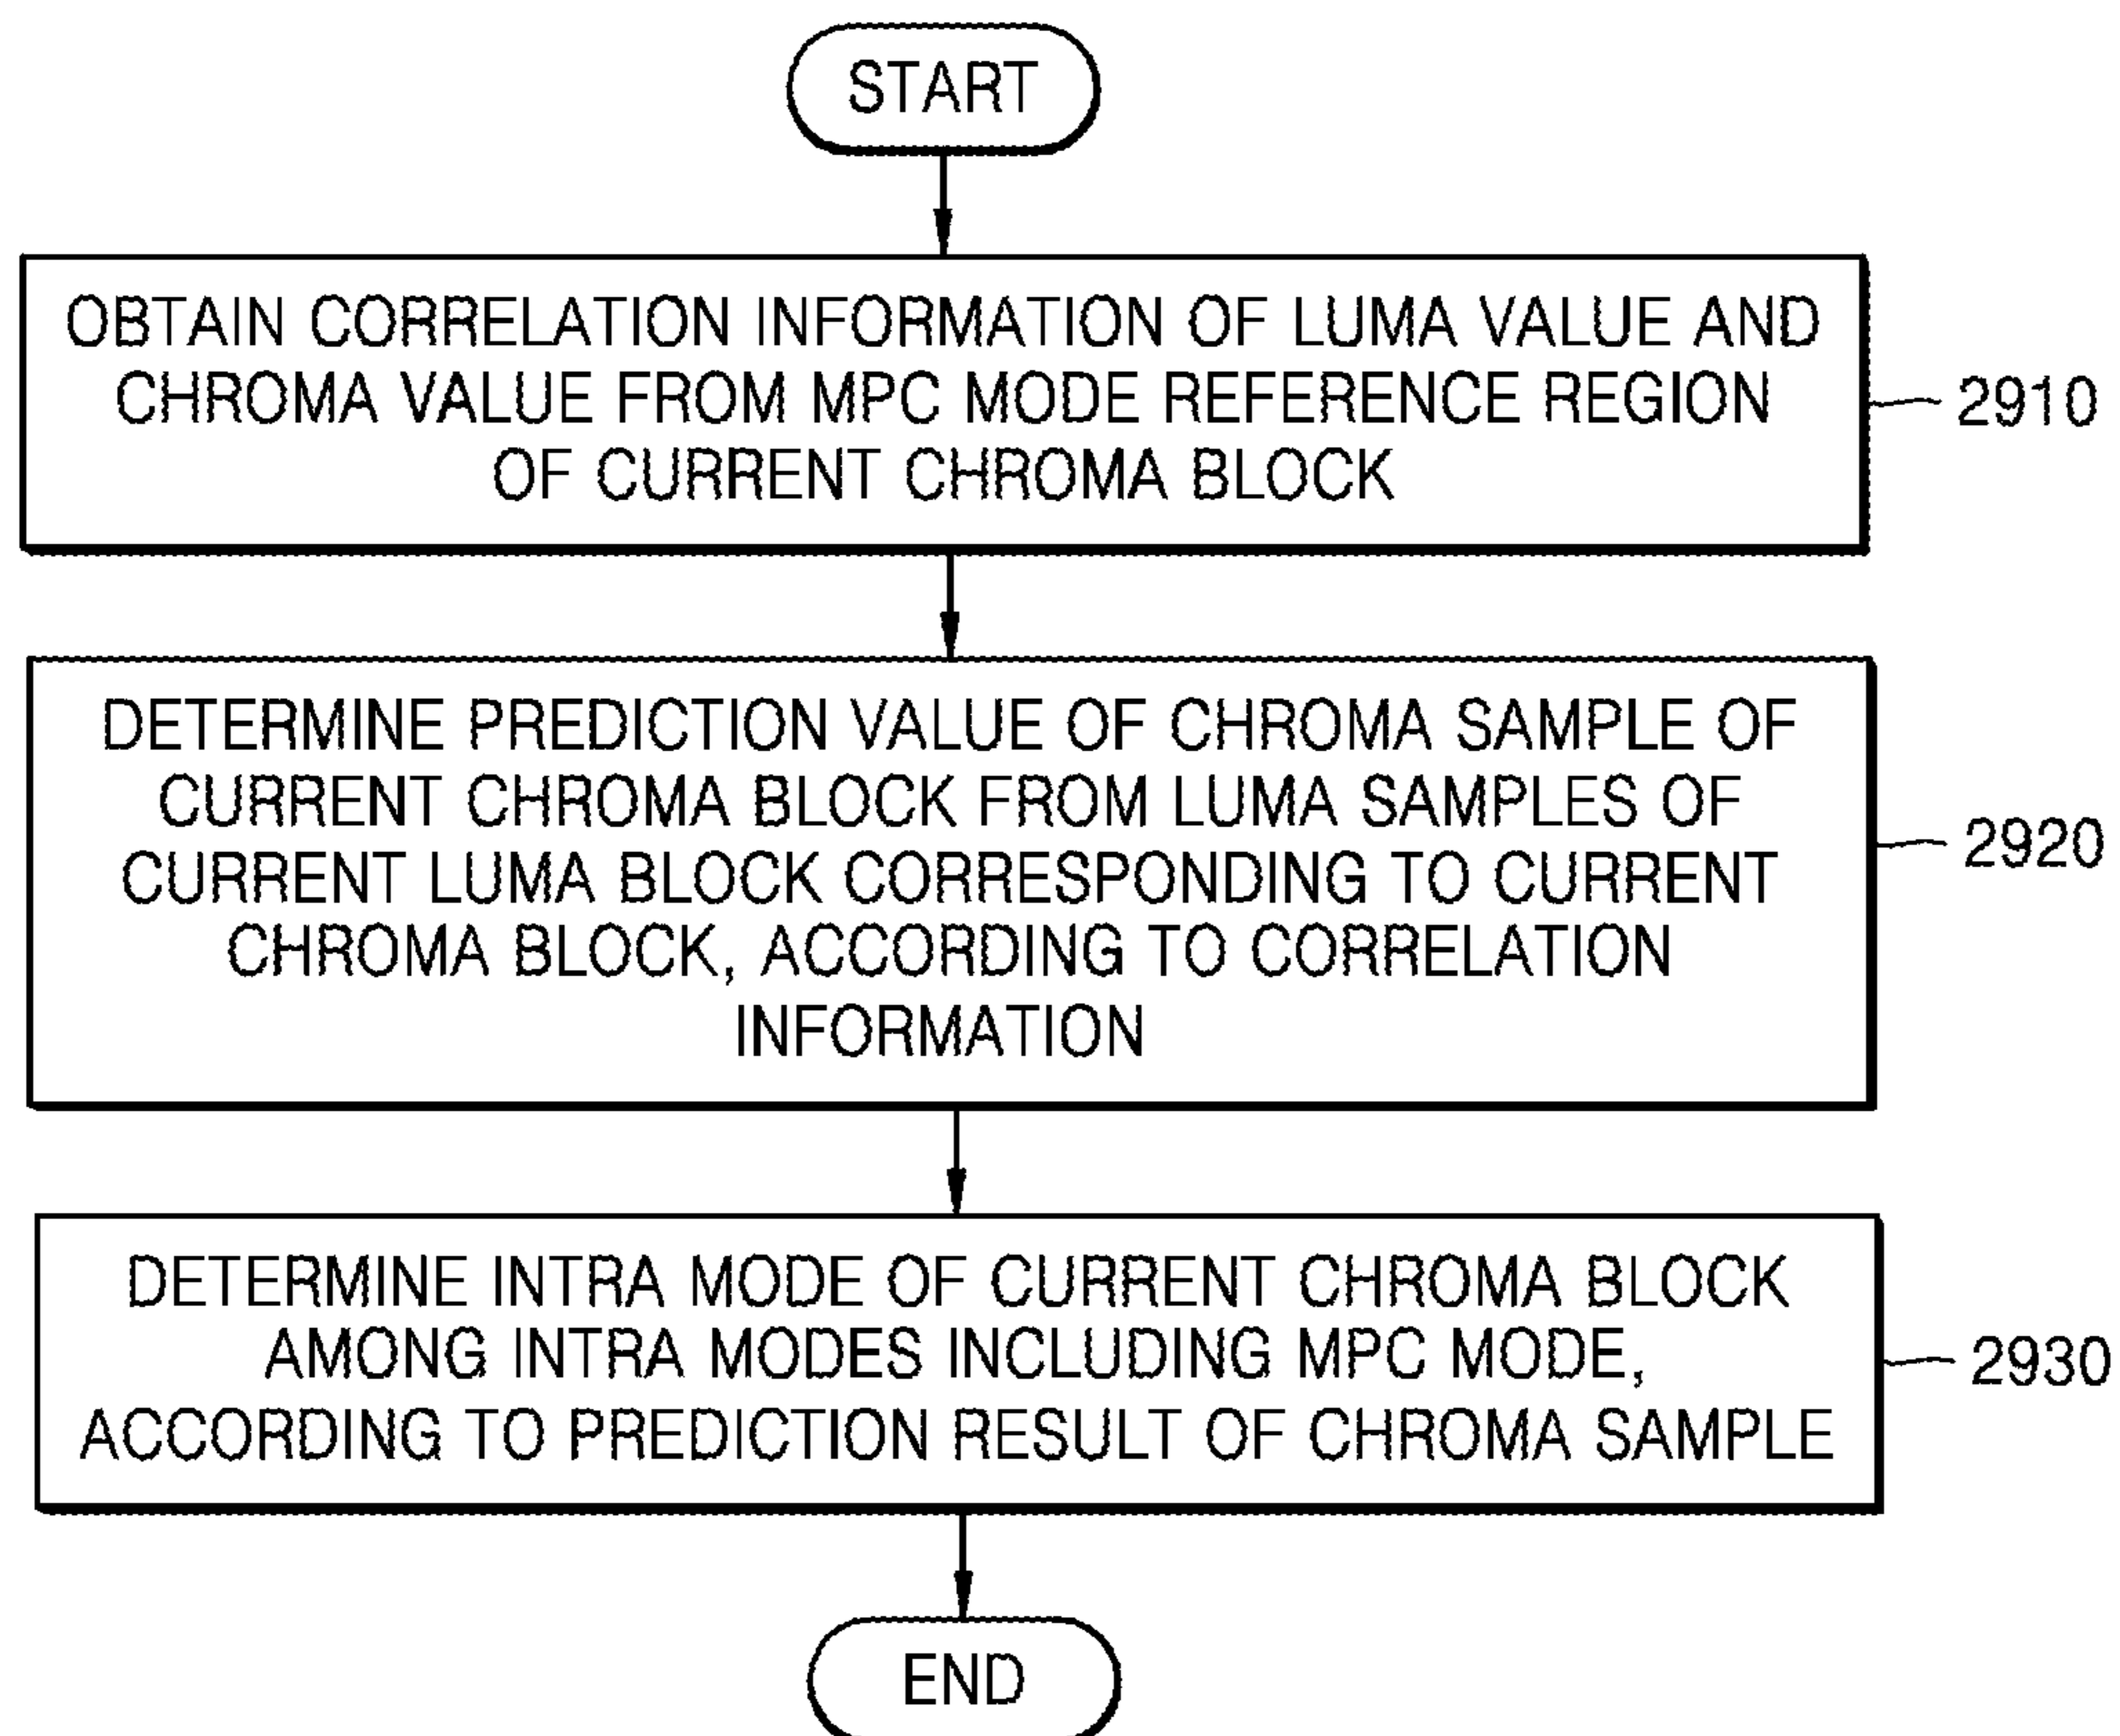 START
OBTAIN CORRELATION INFORMATION OF LUMA VALUE AND
CHROMA VALUE FROM MPC MODE REFERENCE REGION
OF CURRENT CHROMA BLOCK
2910
DETERMINE PREDICTION VALUE OF CHROMA SAMPLE OF
CURRENT CHROMA BLOCK FROM LUMA SAMPLES OF
CURRENT LUMA BLOCK CORRESPONDING TO CURRENT
CHROMA BLOCK, ACCORDING TO CORRELATION
INFORMATION
2920
DETERMINE INTRA MODE OF CURRENT CHROMA BLOCK
AMONG INTRA MODES INCLUDING MPC MODE,
ACCORDING TO PREDICTION RESULT OF CHROMA SAMPLE
2930
END